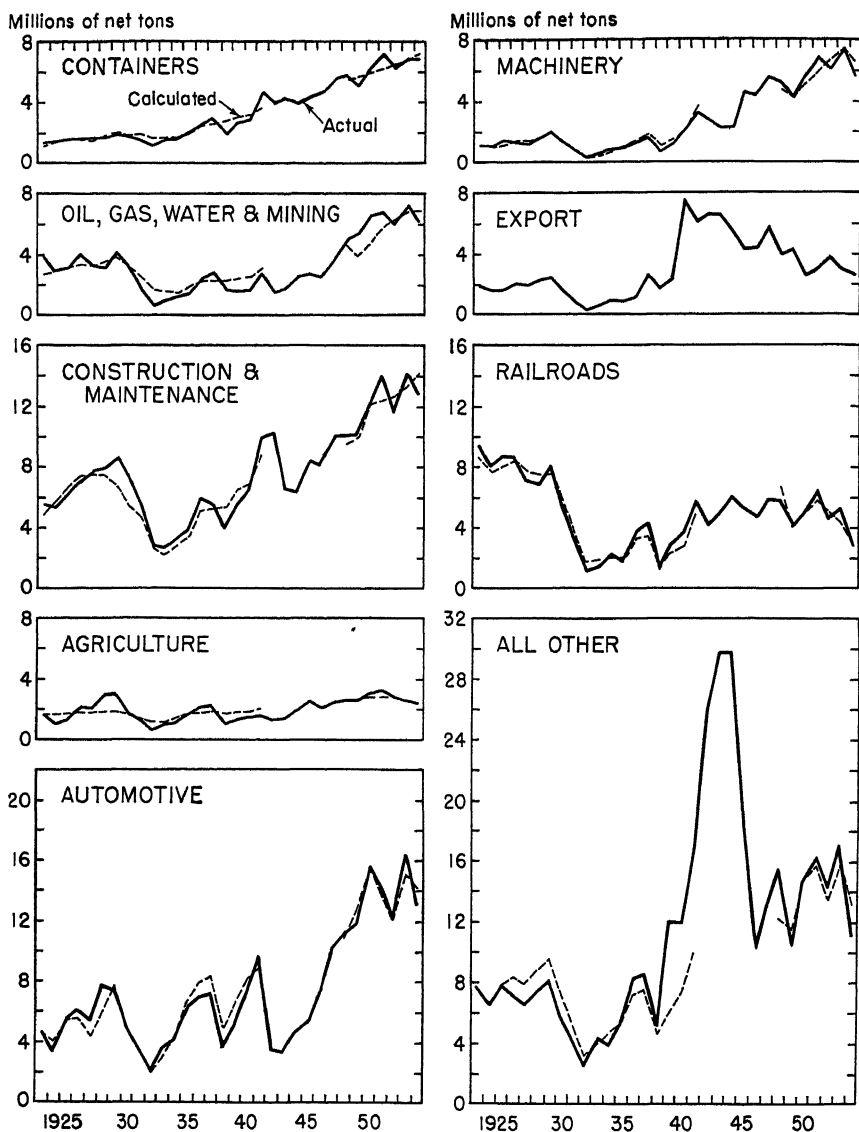 Millions of net tons
8
4
0
CONTAINERS
Calculated
Actual
8
4
0
OIL, GAS, WATER & MINING
16
12
8
4
0
CONSTRUCTION &
MAINTENANCE
8
4
0
AGRICULTURE
20
16
12
8
4
0
AUTOMOTIVE
1925 30 35 40 45 50
Millions of net tons
8
4
0
MACHINERY
8
4
0
EXPORT
16
12
8
4
0
RAILROADS
32
28
24
20
16
12
8
4
0
ALL OTHER
1925 30 35 40 45 50